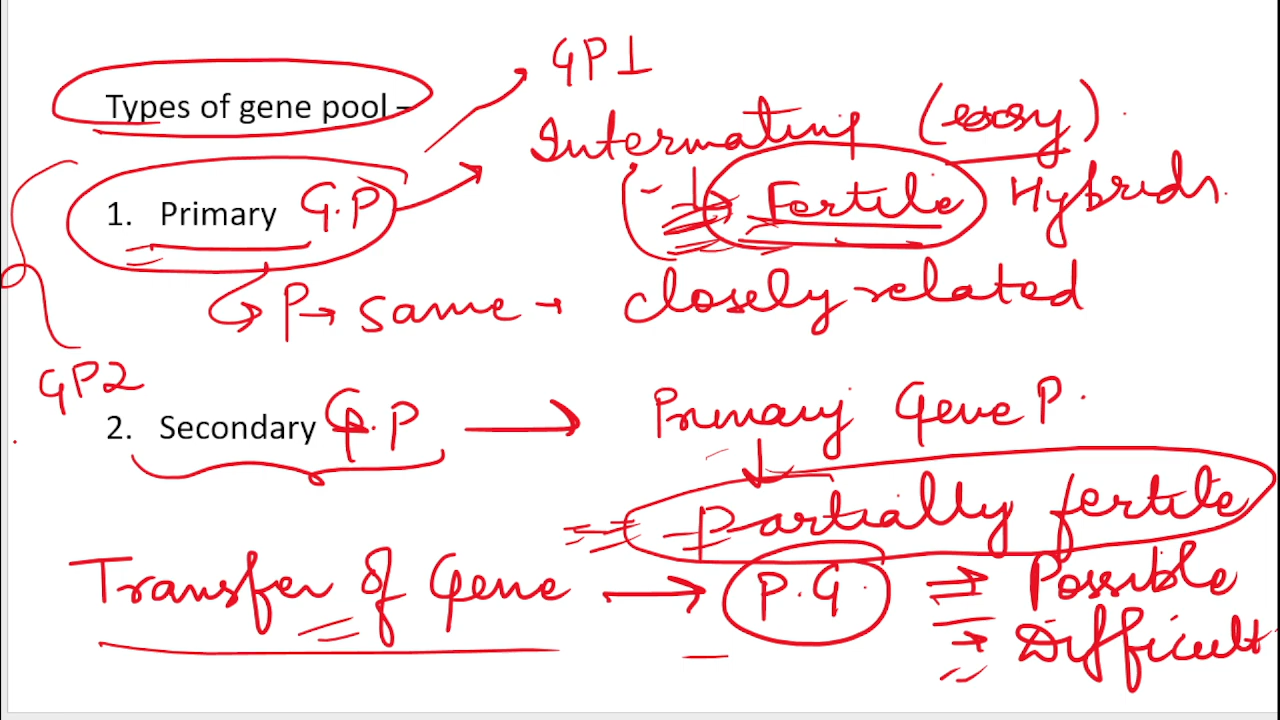 Types of gene pool –
GP1
Intermating (easy)
1. Primary G.P
Fertile Hybrids
P → same → closely related
GP2
2. Secondary G.P → Primary Gene P.
Partially fertile
Transfer of Gene → P.G. → Possible
→ Difficult